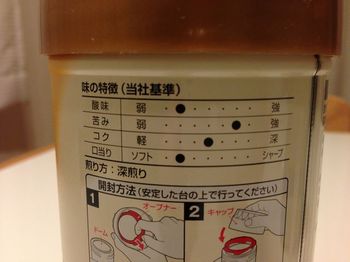 味の特徴(当社基準)
酸味 弱 ・●・・・・・ 強
苦み 弱 ・・・・・●・ 強
コク 軽 ・・・●・・・ 深
口当り ソフト ・●・・・・・ シャープ
煎り方:深煎り
開封方法(安定した台の上で行ってください)
1 オープナー 2 キャップ
ドーム